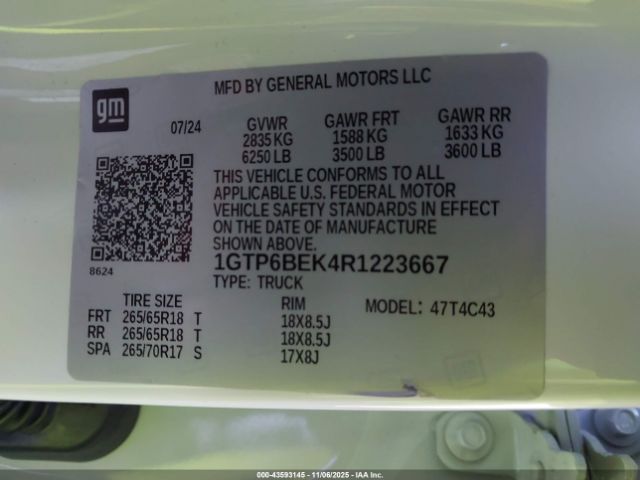 gm
MFD BY GENERAL MOTORS LLC
07/24
GVWR GAWR FRT GAWR RR
2835 KG 1588 KG 1633 KG
6250 LB 3500 LB 3600 LB
THIS VEHICLE CONFORMS TO ALL
APPLICABLE U.S. FEDERAL MOTOR
VEHICLE SAFETY STANDARDS IN EFFECT
ON THE DATE OF MANUFACTURE
SHOWN ABOVE.
8624
1GTP6BEK4R1223667
TYPE: TRUCK
TIRE SIZE RIM MODEL: 47T4C43
FRT 265/65R18 T 18X8.5J
RR 265/65R18 T 18X8.5J
SPA 265/70R17 S 17X8J
000-43593145 - 11/06/2025 - IAA Inc.